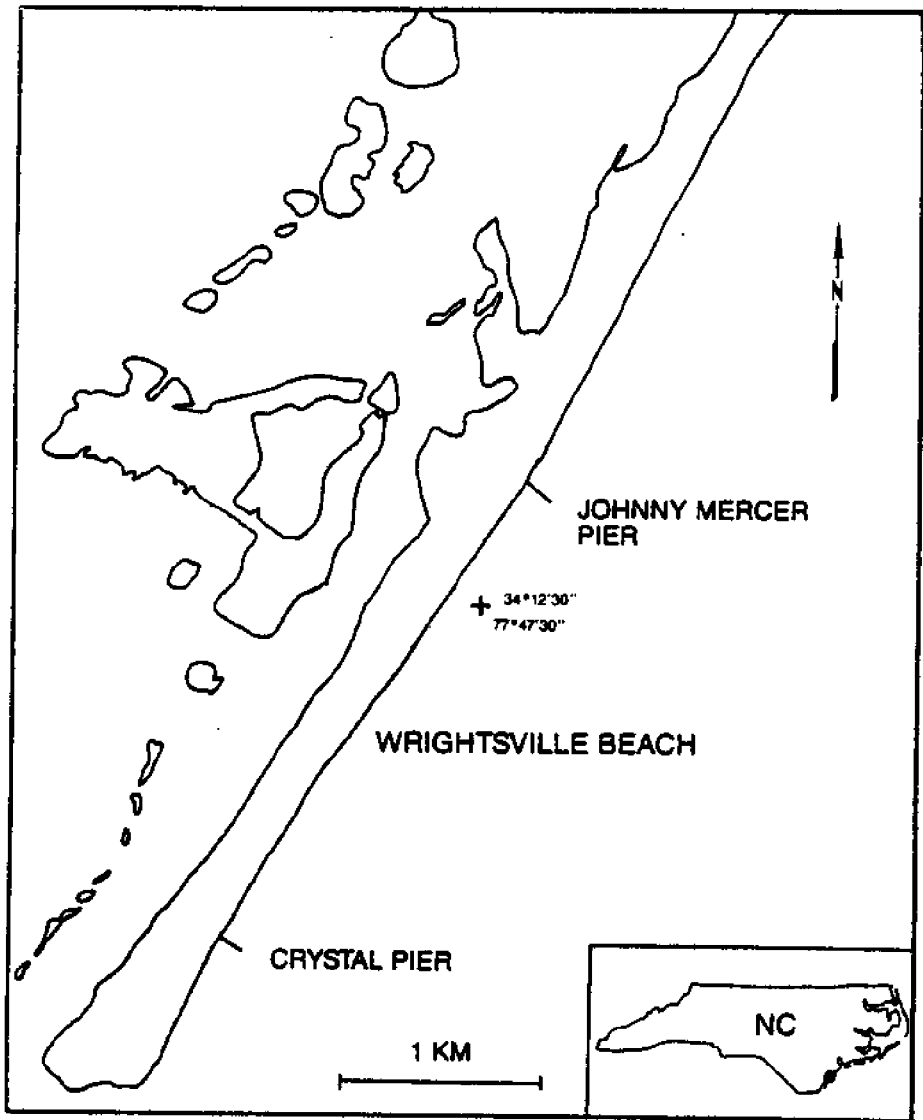 N
JOHNNY MERCER
PIER
34°12'30"
77°47'30"
WRIGHTSVILLE BEACH
CRYSTAL PIER
1 KM
NC